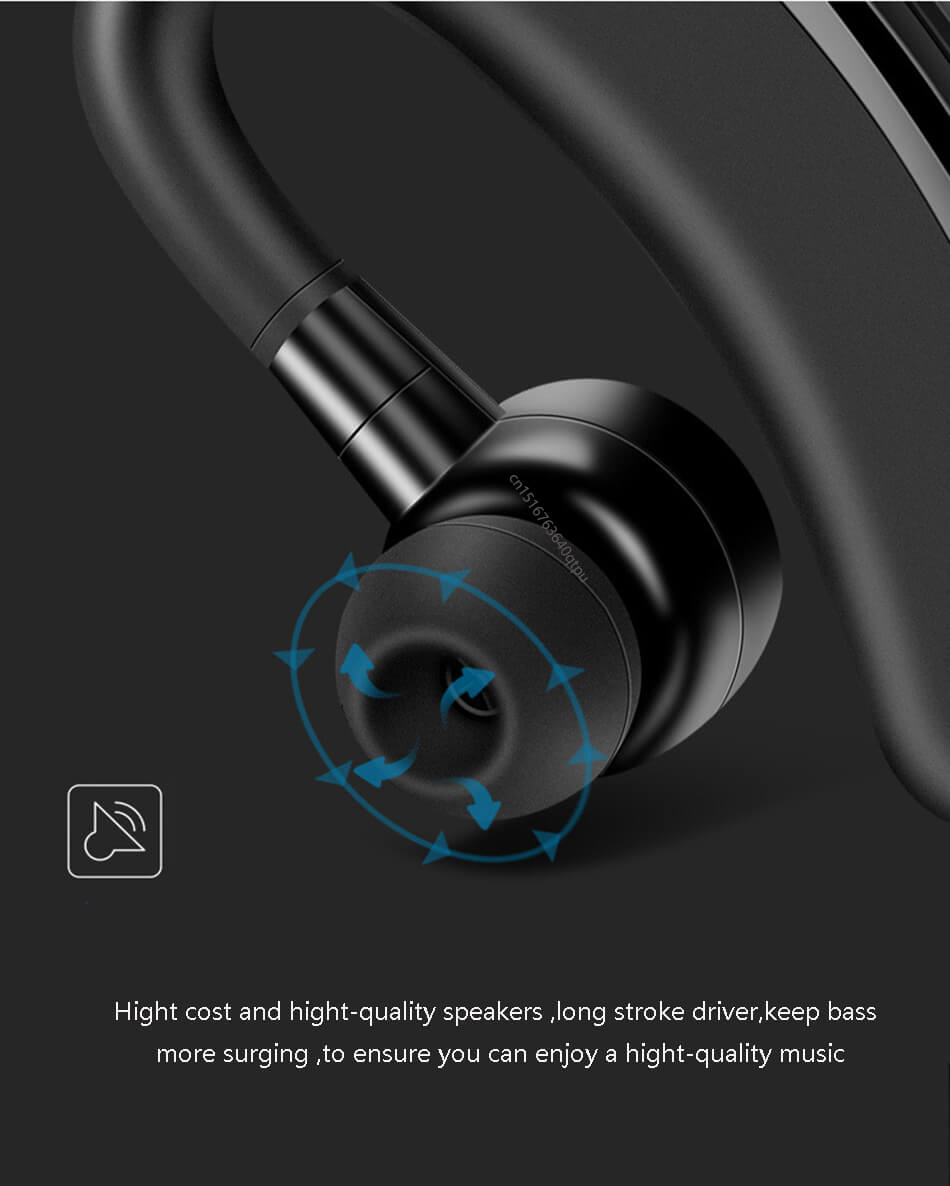 cn1516763640qtpu
Hight cost and hight-quality speakers ,long stroke driver,keep bass
more surging ,to ensure you can enjoy a hight-quality music